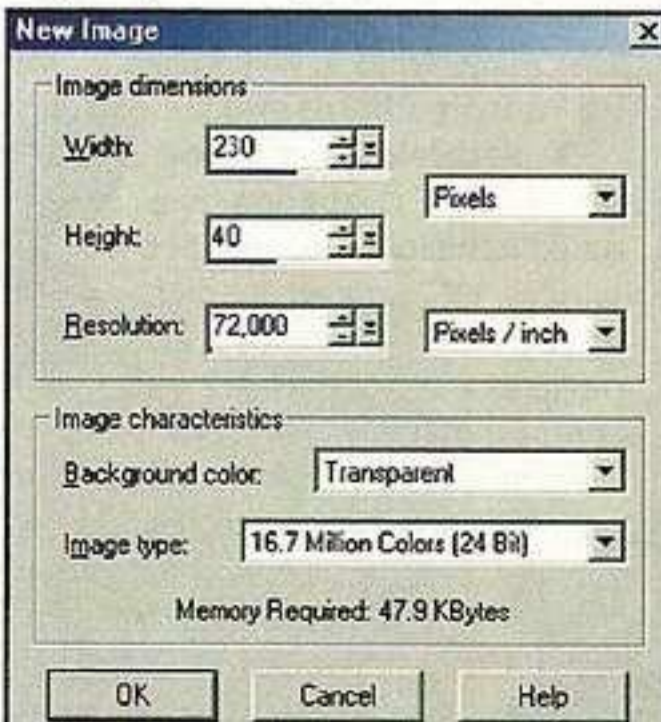 New Image
Image dimensions
Width: 230
Pixels
Height: 40
Resolution: 72,000 Pixels / inch
Image characteristics
Background color: Transparent
Image type: 16.7 Million Colors (24 Bit)
Memory Required: 47.9 KBytes
OK Cancel Help